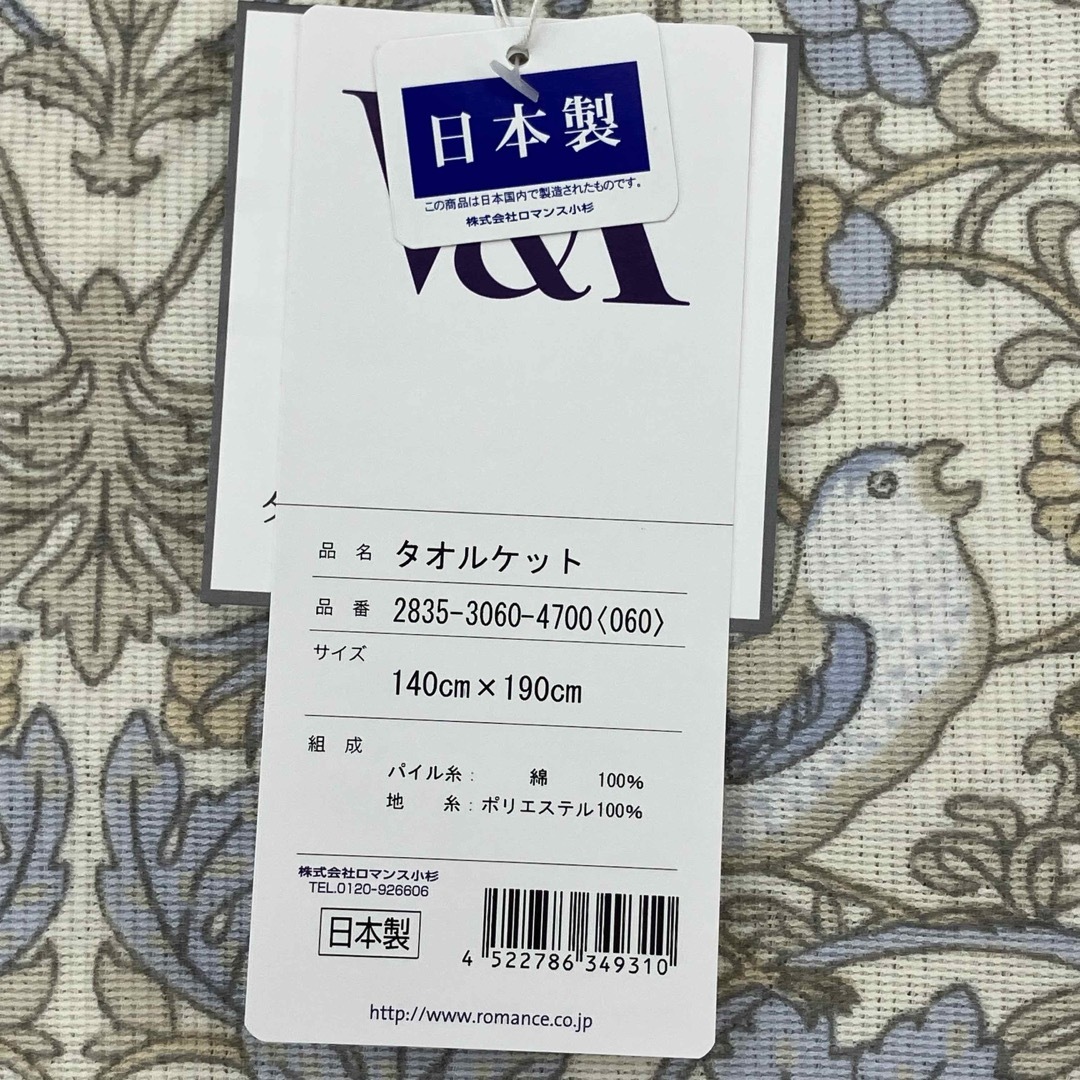 日本製
この商品は日本国内で製造されたものです。
株式会社ロマンス小杉
V&A
品 名 タオルケット
品 番 2835-3060-4700〈060〉
サイズ
140cm×190cm
組 成
パイル糸: 綿 100%
地 糸:ポリエステル100%
株式会社ロマンス小杉
TEL.0120-926606
日本製
4 522786 349310
http://www.romance.co.jp